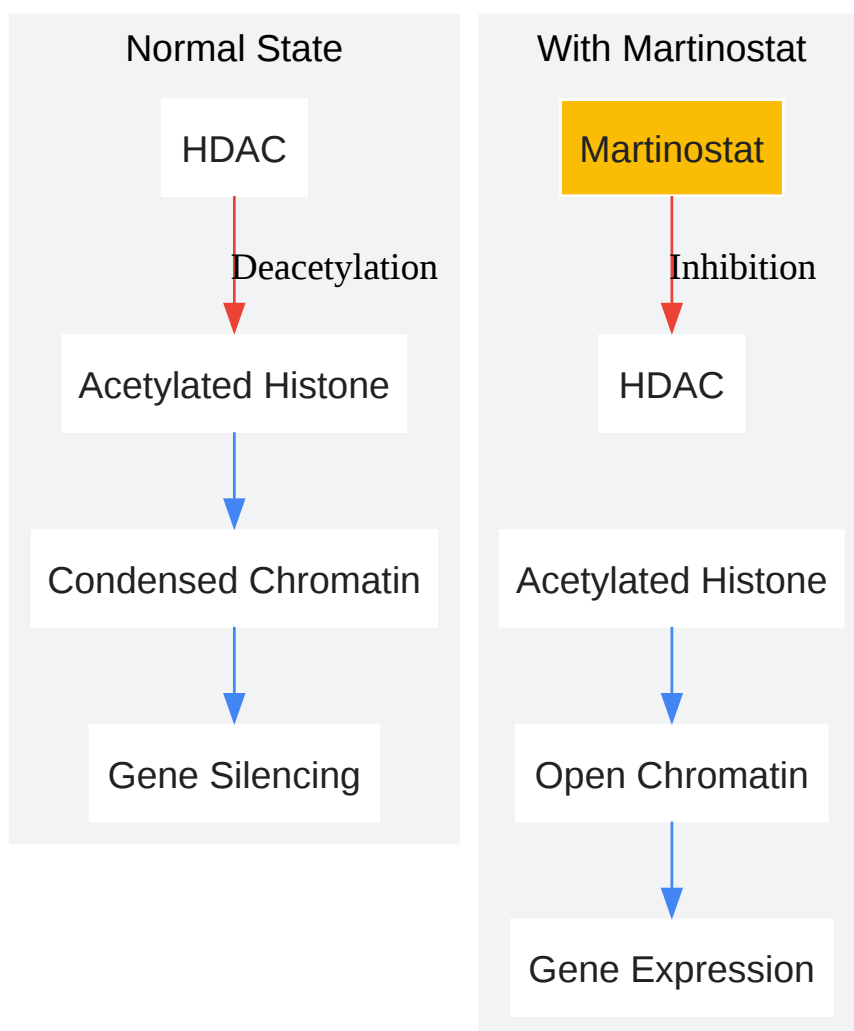 Normal State
HDAC
Deacetylation
Acetylated Histone
Condensed Chromatin
Gene Silencing
With Martinostat
Martinostat
Inhibition
HDAC
Acetylated Histone
Open Chromatin
Gene Expression